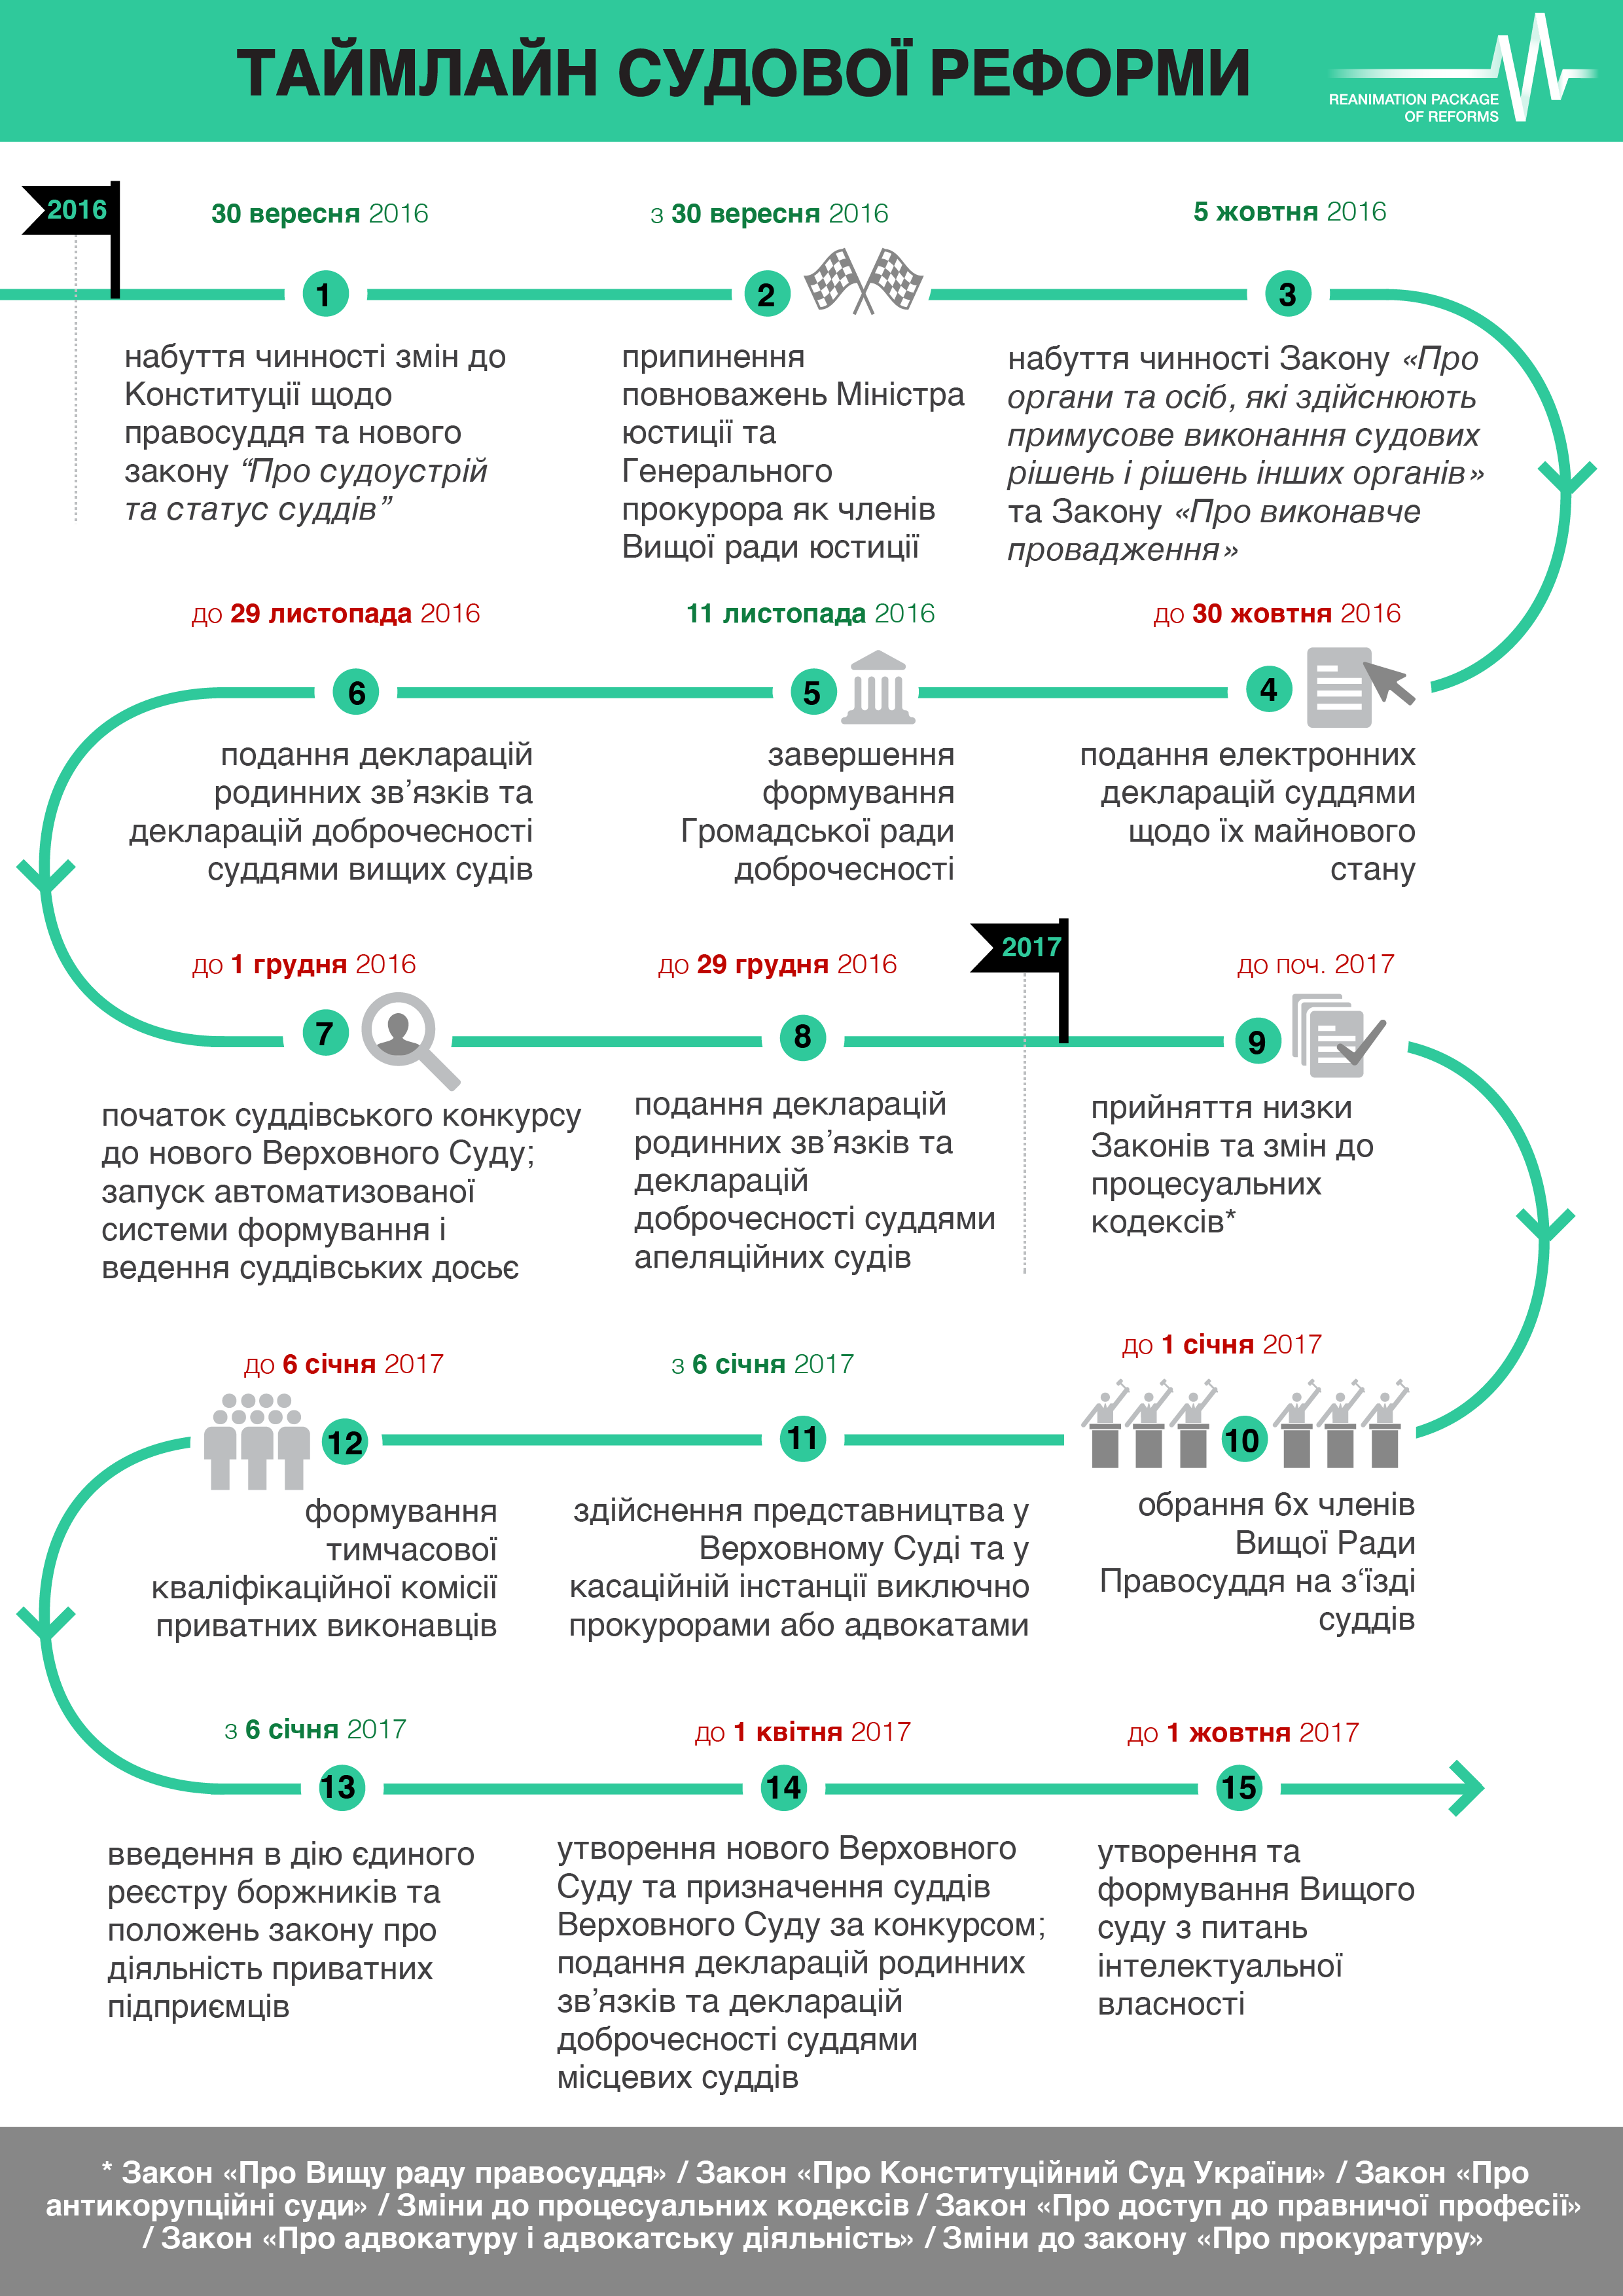 ТАЙМЛАЙН СУДОВОЇ РЕФОРМИ
REANIMATION PACKAGE
OF REFORMS
2016
30 вересня 2016
1
набуття чинності змін до
Конституції щодо
правосуддя та нового
закону “Про судоустрій
та статус суддів”
з 30 вересня 2016
2
припинення
повноважень Міністра
юстиції та
Генерального
прокурора як членів
Вищої ради юстиції
5 жовтня 2016
3
набуття чинності Закону «Про
органи та осіб, які здійснюють
примусове виконання судових
рішень і рішень інших органів»
та Закону «Про виконавче
провадження»
до 30 жовтня 2016
4
подання електронних
декларацій суддями
щодо їх майнового
стану
11 листопада 2016
5
завершення
формування
Громадської ради
доброчесності
до 29 листопада 2016
6
подання декларацій
родинних зв’язків та
декларацій доброчесності
суддями вищих судів
до 1 грудня 2016
7
початок суддівського конкурсу
до нового Верховного Суду;
запуск автоматизованої
системи формування і
ведення суддівських досьє
до 29 грудня 2016
8
подання декларацій
родинних зв’язків та
декларацій
доброчесності суддями
апеляційних судів
2017
до поч. 2017
9
прийняття низки
Законів та змін до
процесуальних
кодексів*
до 1 січня 2017
10
обрання 6х членів
Вищої Ради
Правосуддя на з‘їзді
суддів
з 6 січня 2017
11
здійснення представництва у
Верховному Суді та у
касаційній інстанції виключно
прокурорами або адвокатами
до 6 січня 2017
12
формування
тимчасової
кваліфікаційної комісії
приватних виконавців
з 6 січня 2017
13
введення в дію єдиного
реєстру боржників та
положень закону про
діяльність приватних
підприємців
до 1 квітня 2017
14
утворення нового Верховного
Суду та призначення суддів
Верховного Суду за конкурсом;
подання декларацій родинних
зв’язків та декларацій
доброчесності суддями
місцевих суддів
до 1 жовтня 2017
15
утворення та
формування Вищого
суду з питань
інтелектуальної
власності
* Закон «Про Вищу раду правосуддя» / Закон «Про Конституційний Суд України» / Закон «Про
антикорупційні суди» / Зміни до процесуальних кодексів / Закон «Про доступ до правничої професії»
/ Закон «Про адвокатуру і адвокатську діяльність» / Зміни до закону «Про прокуратуру»